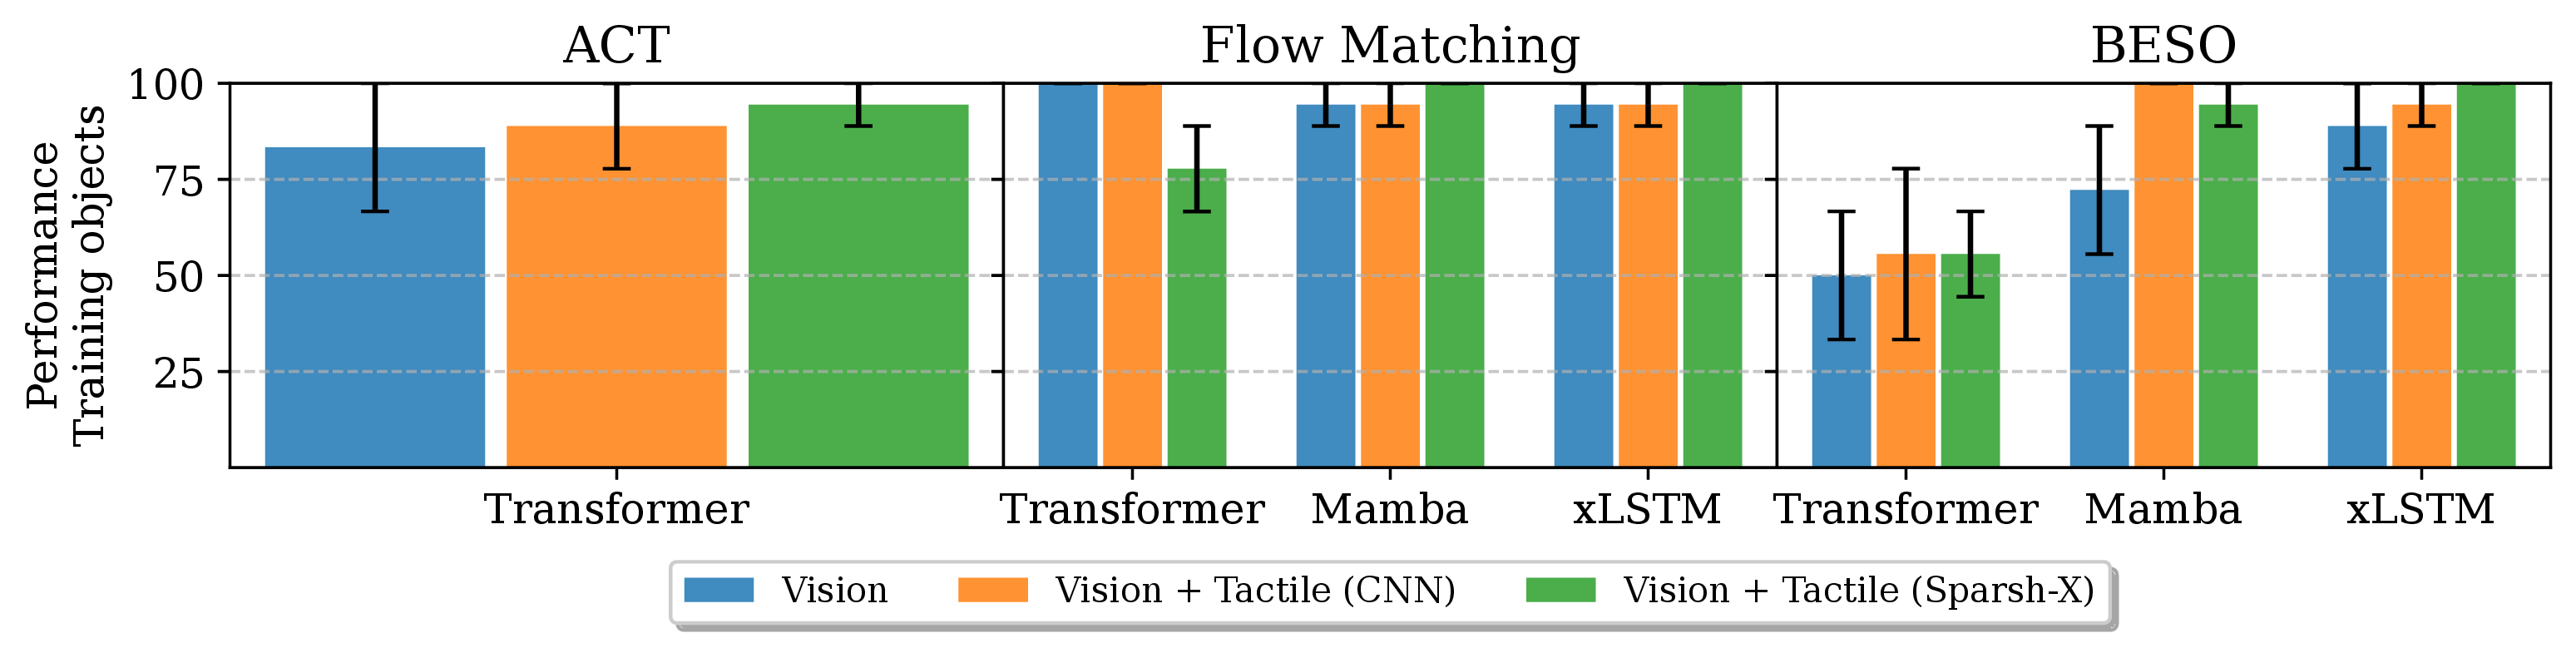 ACT
Flow Matching
BESO
Performance
Training objects
100
75
50
25
Transformer
Transformer
Mamba
xLSTM
Transformer
Mamba
xLSTM
Vision
Vision + Tactile (CNN)
Vision + Tactile (Sparsh-X)